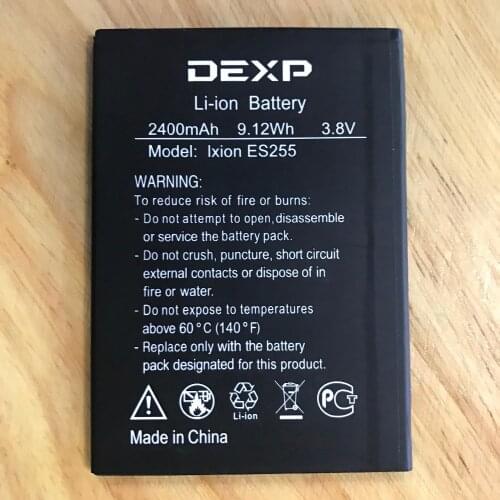 DEXP
Li-ion Battery
2400mAh 9.12Wh 3.8V
Model: Ixion ES255
WARNING:
To reduce risk of fire or burns:
- Do not attempt to open,disassemble
or service the battery pack.
- Do not crush, puncture, short circuit
external contacts or dispose of in
fire or water.
- Do not expose to temperatures
above 60°C (140°F)
- Replace only with the battery
pack designated for this product.
Li-ion
Made in China